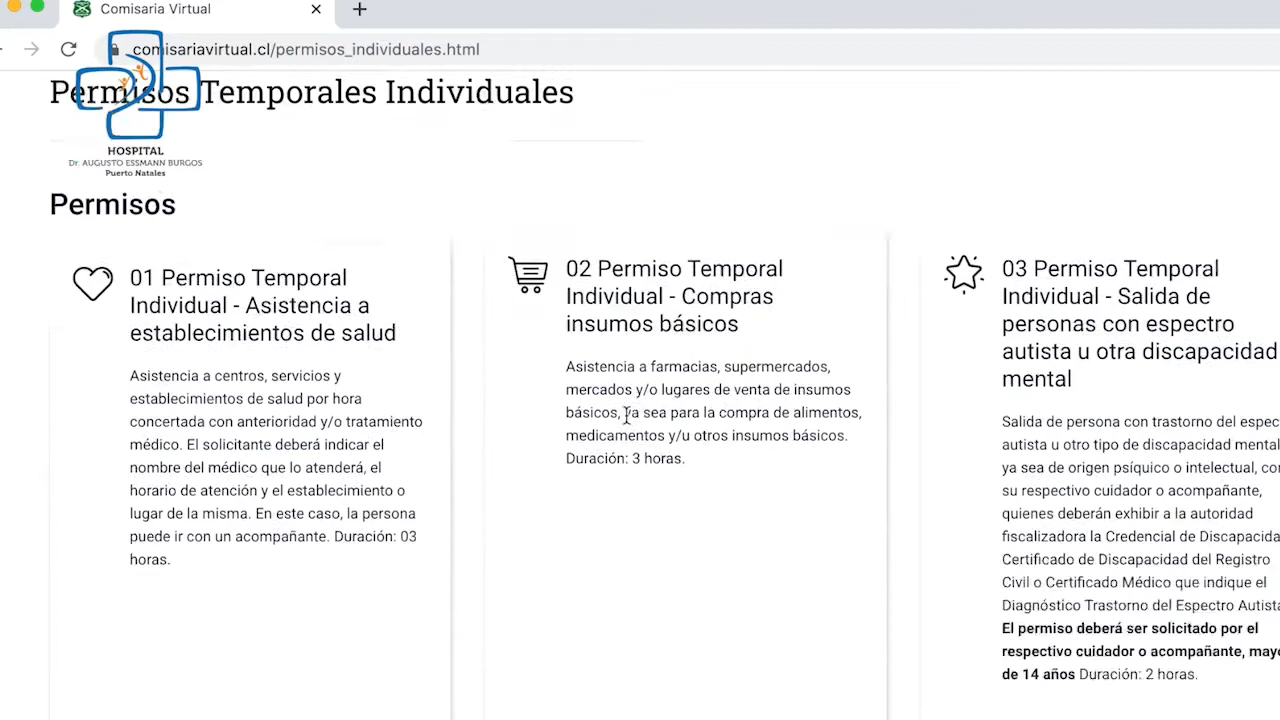 Comisaria Virtual
comisariavirtual.cl/permisos_individuales.html
Permisos Temporales Individuales
HOSPITAL
Dr. AUGUSTO ESSMANN BURGOS
Puerto Natales
Permisos
01 Permiso Temporal
Individual - Asistencia a
establecimientos de salud
Asistencia a centros, servicios y
establecimientos de salud por hora
concertada con anterioridad y/o tratamiento
médico. El solicitante deberá indicar el
nombre del médico que lo atenderá, el
horario de atención y el establecimiento o
lugar de la misma. En este caso, la persona
puede ir con un acompañante. Duración: 03
horas.
02 Permiso Temporal
Individual - Compras
insumos básicos
Asistencia a farmacias, supermercados,
mercados y/o lugares de venta de insumos
básicos, ya sea para la compra de alimentos,
medicamentos y/u otros insumos básicos.
Duración: 3 horas.
03 Permiso Temporal
Individual - Salida de
personas con espectro
autista u otra discapacidad
mental
Salida de persona con trastorno del espec
autista u otro tipo de discapacidad mental
ya sea de origen psíquico o intelectual, co
su respectivo cuidador o acompañante,
quienes deberán exhibir a la autoridad
fiscalizadora la Credencial de Discapacida
Certificado de Discapacidad del Registro
Civil o Certificado Médico que indique el
Diagnóstico Trastorno del Espectro Autista
El permiso deberá ser solicitado por el
respectivo cuidador o acompañante, mayo
de 14 años Duración: 2 horas.